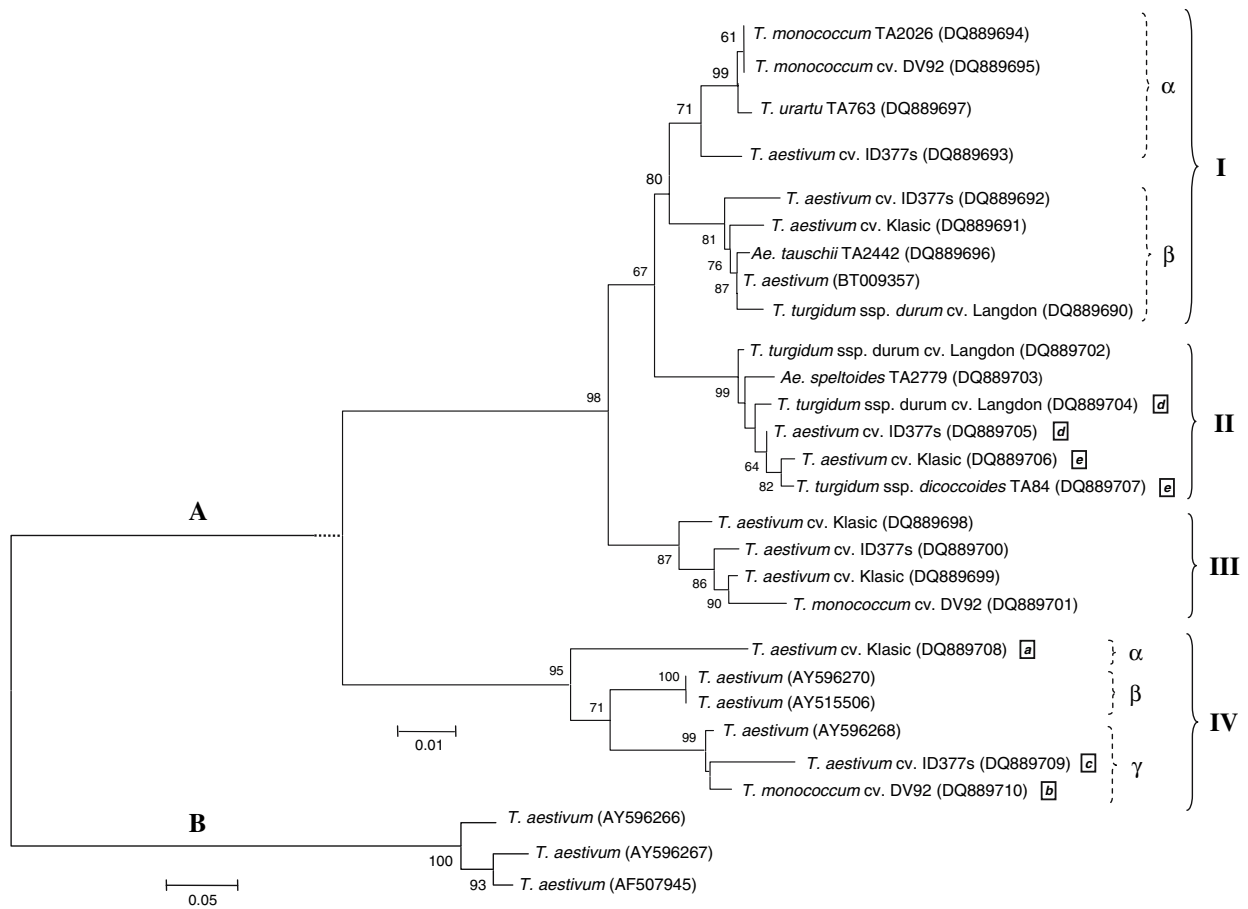 61
T. monococcum TA2026 (DQ889694)
T. monococcum cv. DV92 (DQ889695)
99
α
T. urartu TA763 (DQ889697)
71
T. aestivum cv. ID377s (DQ889693)
I
80
T. aestivum cv. ID377s (DQ889692)
T. aestivum cv. Klasic (DQ889691)
81
Ae. tauschii TA2442 (DQ889696)
β
76
67
T. aestivum (BT009357)
87
T. turgidum ssp. durum cv. Langdon (DQ889690)
T. turgidum ssp. durum cv. Langdon (DQ889702)
Ae. speltoides TA2779 (DQ889703)
99
98
T. turgidum ssp. durum cv. Langdon (DQ889704) d
II
T. aestivum cv. ID377s (DQ889705) d
T. aestivum cv. Klasic (DQ889706) e
64
82
T. turgidum ssp. dicoccoides TA84 (DQ889707) e
A
T. aestivum cv. Klasic (DQ889698)
T. aestivum cv. ID377s (DQ889700)
87
III
T. aestivum cv. Klasic (DQ889699)
86
90
T. monococcum cv. DV92 (DQ889701)
T. aestivum cv. Klasic (DQ889708) a
α
95
100
T. aestivum (AY596270)
β
T. aestivum (AY515506)
71
IV
T. aestivum (AY596268)
99
0.01
T. aestivum cv. ID377s (DQ889709) c
γ
T. monococcum cv. DV92 (DQ889710) b
B
T. aestivum (AY596266)
100
T. aestivum (AY596267)
93
T. aestivum (AF507945)
0.05